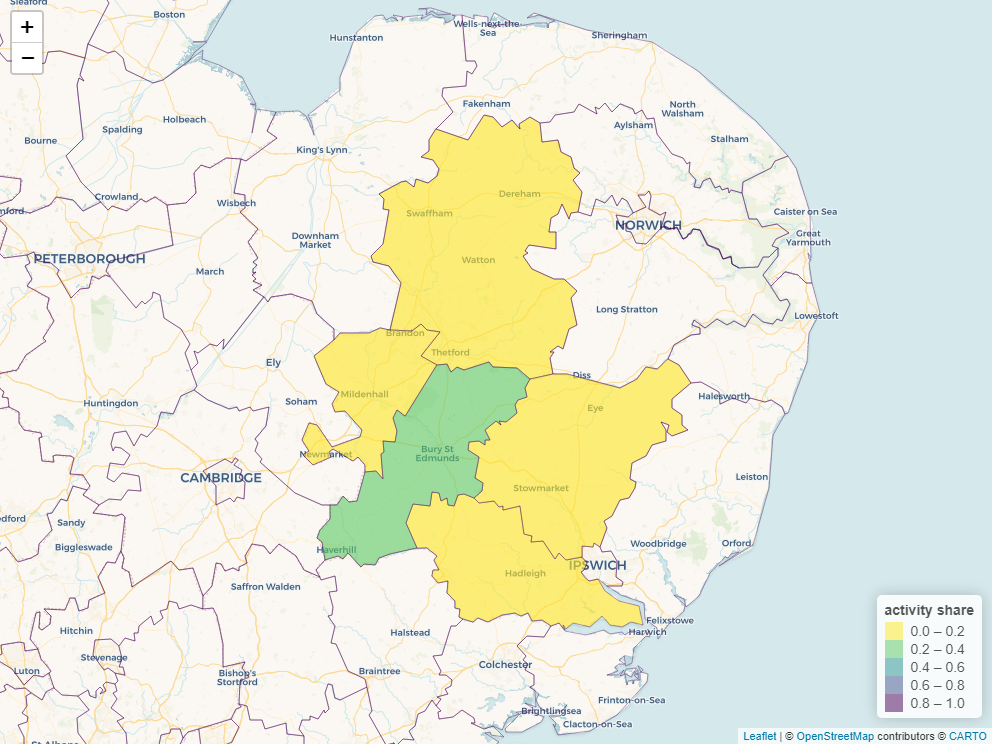 Sleaford
Boston
+
−
Wells-next-the-
Sea
Hunstanton
Sheringham
Fakenham
North
Walsham
Holbeach
Spalding
Aylsham
Bourne
Stalham
King's Lynn
Dereham
Crowland
Wisbech
mford
Swaffham
Caister on Sea
NORWICH
Downham
Market
Great
Yarmouth
PETERBOROUGH
Watton
March
Long Stratton
Lowestoft
Brandon
Thetford
Ely
Diss
Mildenhall
Halesworth
Soham
Huntingdon
Eye
Bury St
Edmunds
Newmarket
CAMBRIDGE
Leiston
Stowmarket
edford
Sandy
Biggleswade
Haverhill
Woodbridge
Orford
IPSWICH
Hadleigh
Saffron Walden
activity share
0.0 – 0.2
0.2 – 0.4
0.4 – 0.6
0.6 – 0.8
0.8 – 1.0
Felixstowe
Harwich
Hitchin
Halstead
Stevenage
Colchester
Luton
Bishop's
Stortford
Braintree
Frinton-on-Sea
Brightlingsea
Clacton-on-Sea
St Albans
Leaflet | © OpenStreetMap contributors © CARTO